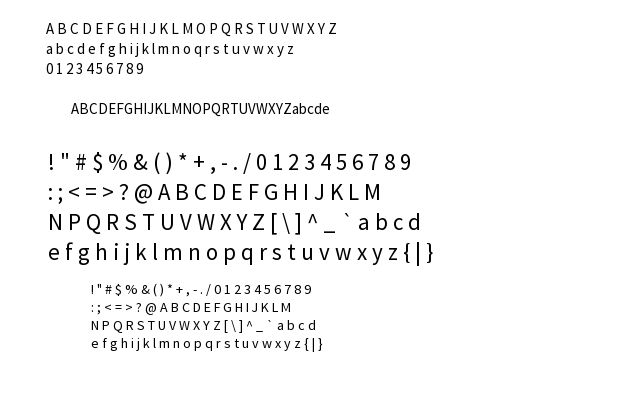 A B C D E F G H I J K L M O P Q R S T U V W X Y Z
a b c d e f g h i j k l m n o q r s t u v w x y z
0 1 2 3 4 5 6 7 8 9
ABCDEFGHIJKLMNOPQRTUVWXYZabcde
! " # $ % & ( ) * + , - . / 0 1 2 3 4 5 6 7 8 9
: ; < = > ? @ A B C D E F G H I J K L M
N P Q R S T U V W X Y Z [ \ ] ^ _ ` a b c d
e f g h i j k l m n o p q r s t u v w x y z { | }
! " # $ % & ( ) * + , - . / 0 1 2 3 4 5 6 7 8 9
: ; < = > ? @ A B C D E F G H I J K L M
N P Q R S T U V W X Y Z [ \ ] ^ _ ` a b c d
e f g h i j k l m n o p q r s t u v w x y z { | }